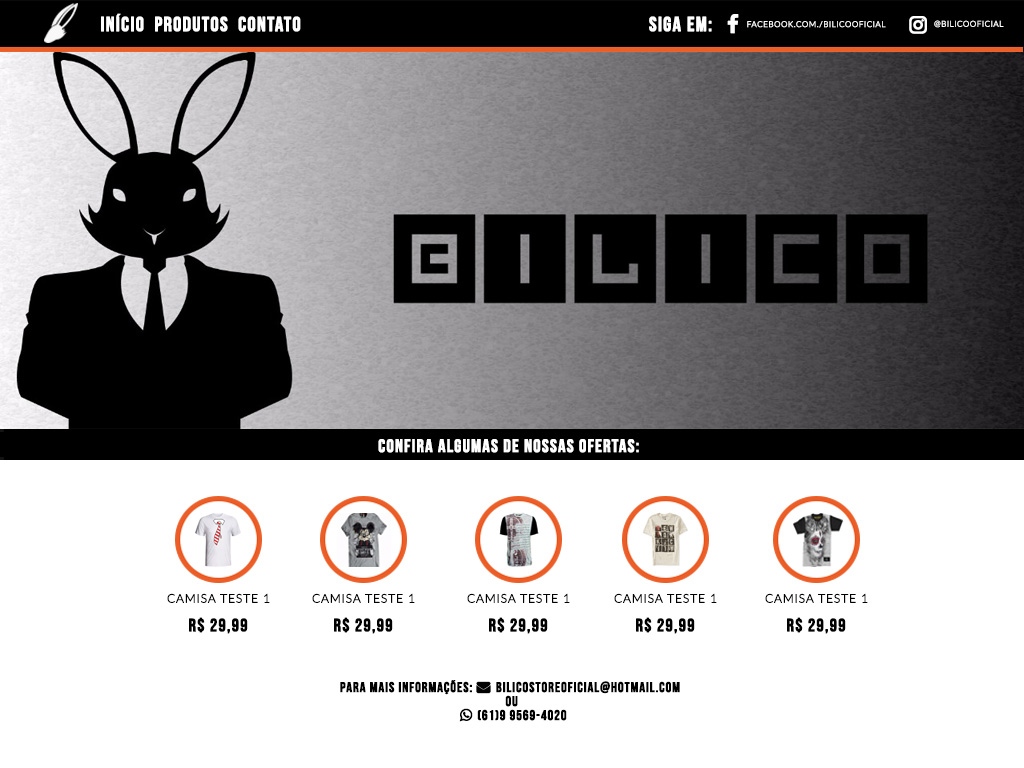 INÍCIO PRODUTOS CONTATO SIGA EM: FACEBOOK.COM./BILICOOFICIAL @BILICOOFICIAL
BILICO
CONFIRA ALGUMAS DE NOSSAS OFERTAS:
CAMISA TESTE 1 CAMISA TESTE 1 CAMISA TESTE 1 CAMISA TESTE 1 CAMISA TESTE 1
R$ 29,99 R$ 29,99 R$ 29,99 R$ 29,99 R$ 29,99
PARA MAIS INFORMAÇÕES: BILICOSTOREOFICIAL@HOTMAIL.COM
OU
(61)9 9569-4020